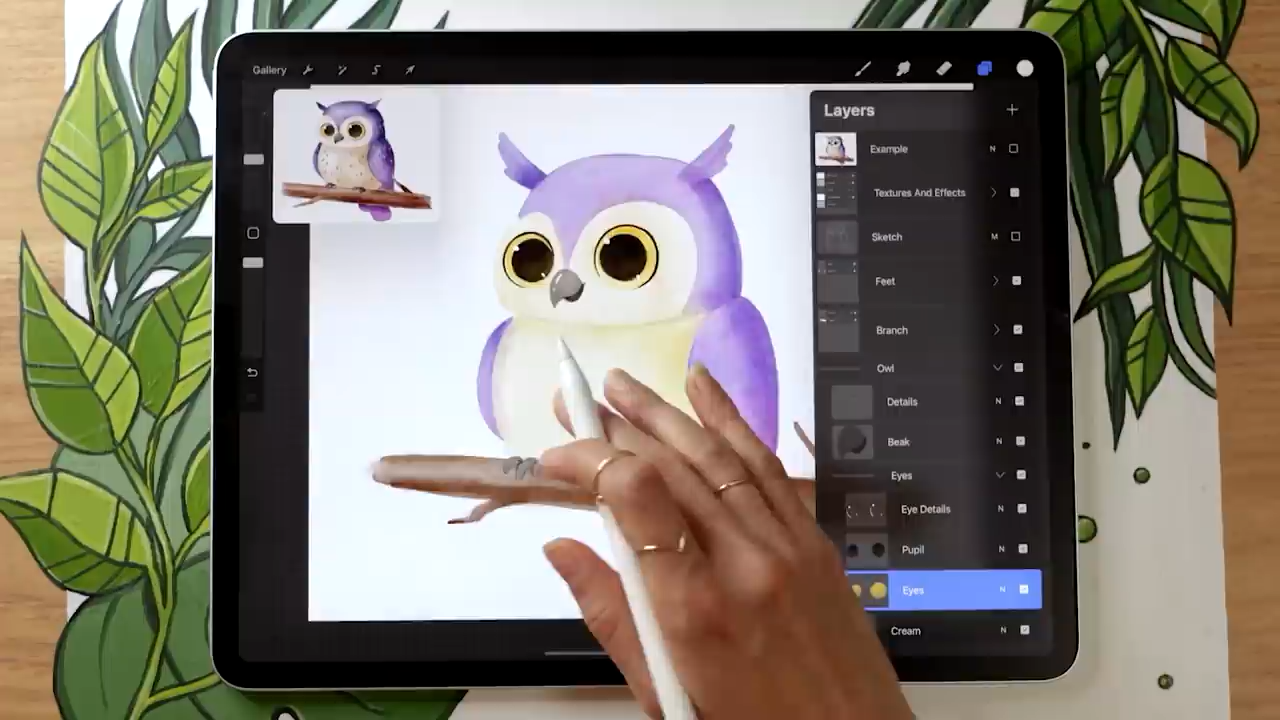 Gallery
Layers
Example N
Textures And Effects
Sketch M
Feet
Branch
Owl
Details N
Beak N
Eyes
Eye Details N
Pupil N
Eyes N
Cream N